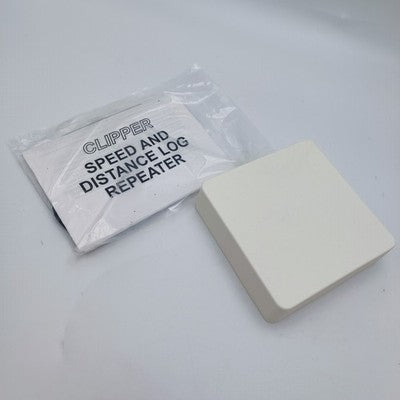 CLIPPER
SPEED AND
DISTANCE LOG
REPEATER